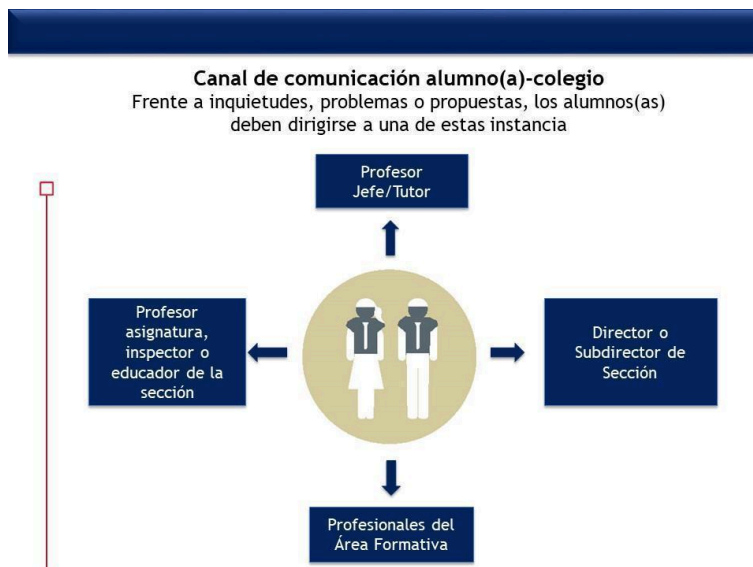 Canal de comunicación alumno(a)-colegio
Frente a inquietudes, problemas o propuestas, los alumnos(as)
deben dirigirse a una de estas instancia
Profesor
Jefe/Tutor
Profesor
asignatura,
inspector o
educador de la
sección
Director o
Subdirector de
Sección
Profesionales del
Área Formativa